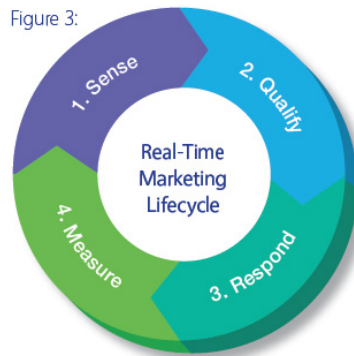 Figure 3:
1. Sense
2. Qualify
Real-Time
Marketing
Lifecycle
3. Respond
4. Measure